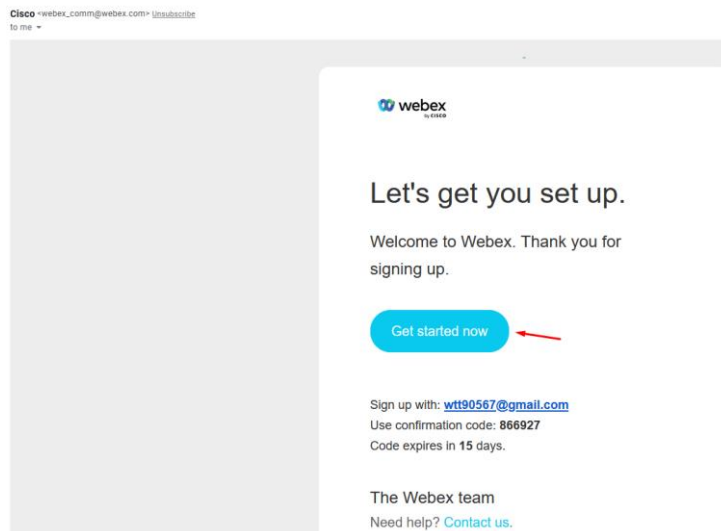 Cisco <webex_comm@webex.com> Unsubscribe
to me
webex
by CISCO
Let's get you set up.
Welcome to Webex. Thank you for
signing up.
Get started now
Sign up with: wtt90567@gmail.com
Use confirmation code: 866927
Code expires in 15 days.
The Webex team
Need help? Contact us.